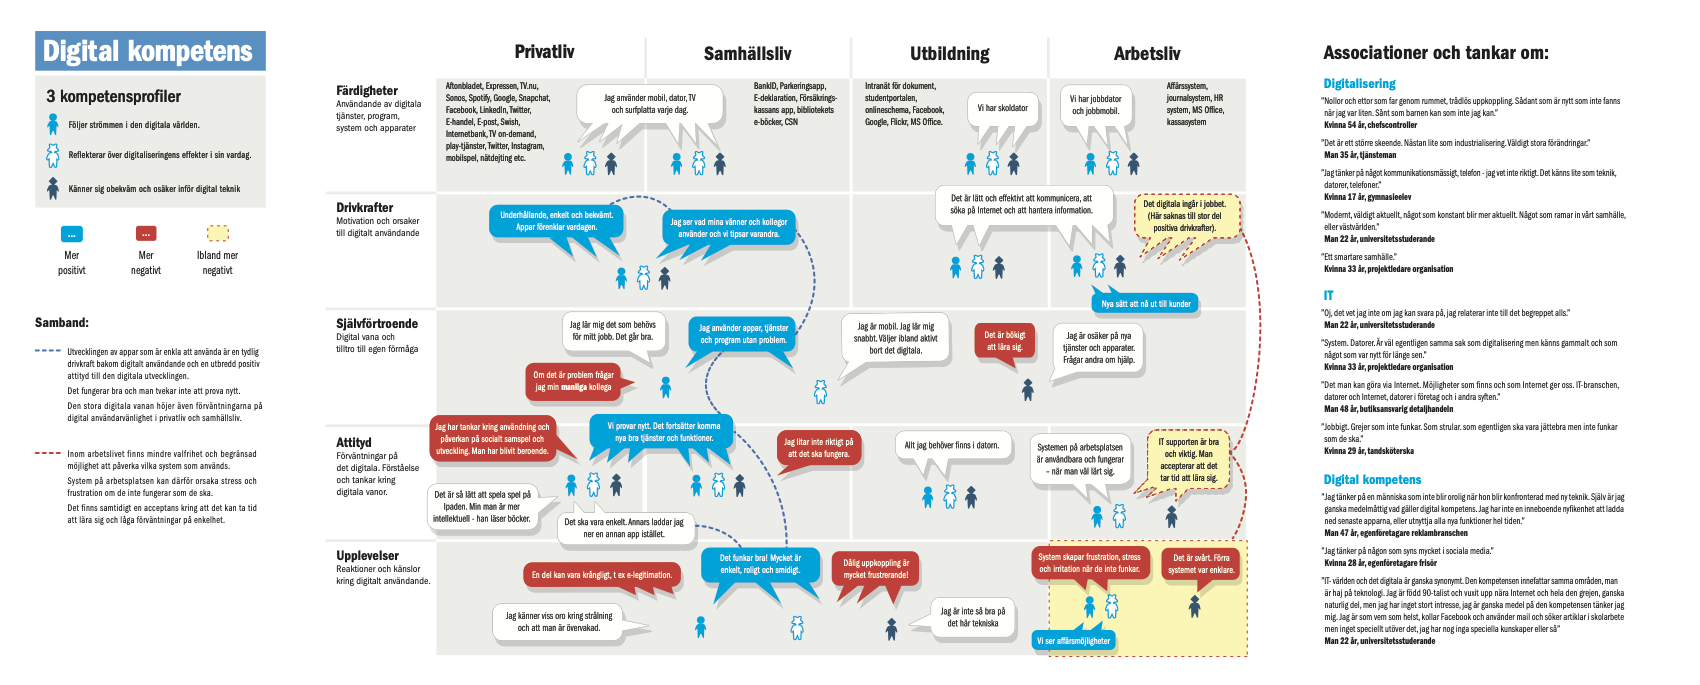 Digital kompetens
3 kompetensprofiler
Följer strömmen i den digitala världen.
Reflekterar över digitaliseringens effekter i sin vardag.
Känner sig obekväm och osäker inför digital teknik
...
...
Mer
positivt
Mer
negativt
Ibland mer
negativt
Samband:
Utvecklingen av appar som är enkla att använda är en tydlig
drivkraft bakom digitalt användande och en utbredd positiv
attityd till den digitala utvecklingen.
Det fungerar bra och man tvekar inte att prova nytt.
Den stora digitala vanan höjer även förväntningarna på
digital användarvänlighet i privatliv och samhällsliv.
Inom arbetslivet finns mindre valfrihet och begränsad
möjlighet att påverka vilka system som används.
System på arbetsplatsen kan därför orsaka stress och
frustration om de inte fungerar som de ska.
Det finns samtidigt en acceptans kring att det kan ta tid
att lära sig och låga förväntningar på enkelhet.
Privatliv
Samhällsliv
Utbildning
Arbetsliv
Färdigheter
Användande av digitala
tjänster, program,
system och apparater
Aftonbladet, Expressen, TV.nu,
Sonos, Spotify, Google, Snapchat,
Facebook, LinkedIn, Twitter,
E-handel, E-post, Swish,
Internetbank, TV on-demand,
play-tjänster, Twitter, Instagram,
mobilspel, nätdejting etc.
Jag använder mobil, dator, TV
och surfplatta varje dag.
BankID, Parkeringsapp,
E-deklaration, Försäkrings-
kassans app, bibliotekets
e-böcker, CSN
Intranät för dokument,
studentportalen,
onlineschema, Facebook,
Google, Flickr, MS Office.
Vi har skoldator
Vi har jobbdator
och jobbmobil.
Affärssystem,
journalsystem, HR
system, MS Office,
kassasystem
Drivkrafter
Motivation och orsaker
till digitalt användande
Underhållande, enkelt och bekvämt.
Appar förenklar vardagen.
Jag ser vad mina vänner och kollegor
använder och vi tipsar varandra.
Det är lätt och effektivt att kommunicera, att
söka på Internet och att hantera information.
Det digitala ingår i jobbet.
(Här saknas till stor del
positiva drivkrafter).
Nya sätt att nå ut till kunder
Självförtroende
Digital vana och
tilltro till egen förmåga
Jag lär mig det som behövs
för mitt jobb. Det går bra.
Om det är problem frågar
jag min manliga kollega
Jag använder appar, tjänster
och program utan problem.
Jag är mobil. Jag lär mig
snabbt. Väljer ibland aktivt
bort det digitala.
Det är bökigt
att lära sig.
Jag är osäker på nya
tjänster och apparater.
Frågar andra om hjälp.
Attityd
Förväntningar på
det digitala. Förståelse
och tankar kring
digitala vanor.
Jag har tankar kring användning och
påverkan på socialt samspel och
utveckling. Man har blivit beroende.
Vi provar nytt. Det fortsätter komma
nya bra tjänster och funktioner.
Jag litar inte riktigt på
att det ska fungera.
Allt jag behöver finns i datorn.
Systemen på arbetsplatsen
är användbara och fungerar
– när man väl lärt sig.
IT supporten är bra
och viktig. Man
accepterar att det
tar tid att lära sig.
Det är så lätt att spela spel på
Ipaden. Min man är mer
intellektuell - han läser böcker.
Det ska vara enkelt. Annars laddar jag
ner en annan app istället.
Upplevelser
Reaktioner och känslor
kring digitalt användande.
En del kan vara krångligt, t ex e-legitimation.
Det funkar bra! Mycket är
enkelt, roligt och smidigt.
Dålig uppkoppling är
mycket frustrerande!
System skapar frustration, stress
och irritation när de inte funkar.
Det är svårt. Förra
systemet var enklare.
Jag känner viss oro kring strålning
och att man är övervakad.
Jag är inte så bra på
det här tekniska
Vi ser affärsmöjligheter
Associationer och tankar om:
Digitalisering
"Nollor och ettor som far genom rummet, trådlös uppkoppling. Sådant som är nytt som inte fanns
när jag var liten. Sånt som barnen kan som inte jag kan."
Kvinna 54 år, chefscontroller
"Det är ett större skeende. Nästan lite som industrialisering. Väldigt stora förändringar."
Man 35 år, tjänsteman
"Jag tänker på något kommunikationsmässigt, telefon - jag vet inte riktigt. Det känns lite som teknik,
datorer, telefoner."
Kvinna 17 år, gymnasieelev
"Modernt, väldigt aktuellt, något som konstant blir mer aktuellt. Något som ramar in vårt samhälle,
eller västvärlden."
Man 22 år, universitetsstuderande
"Ett smartare samhälle."
Kvinna 33 år, projektledare organisation
IT
"Oj, det vet jag inte om jag kan svara på, jag relaterar inte till det begreppet alls."
Man 22 år, universitetsstuderande
"System. Datorer. Är väl egentligen samma sak som digitalisering men känns gammalt och som
något som var nytt för länge sen."
Kvinna 33 år, projektledare organisation
"Det man kan göra via Internet. Möjligheter som finns och som Internet ger oss. IT-branschen,
datorer och Internet, datorer i företag och i andra syften."
Man 48 år, butiksansvarig detaljhandeln
"Jobbigt. Grejer som inte funkar. Som strular. som egentligen ska vara jättebra men inte funkar
som de ska."
Kvinna 29 år, tandsköterska
Digital kompetens
"Jag tänker på en människa som inte blir orolig när hon blir konfronterad med ny teknik. Själv är jag
ganska medelmåttig vad gäller digital kompetens. Jag har inte en inneboende nyfikenhet att ladda
ned senaste apparna, eller utnyttja alla nya funktioner hel tiden."
Man 47 år, egenföretagare reklambranschen
"Jag tänker på någon som syns mycket i sociala media."
Kvinna 28 år, egenföretagare frisör
"IT- världen och det digitala är ganska synonymt. Den kompetensen innefattar samma områden, man
är haj på teknologi. Jag är född 90-talist och vuxit upp nära Internet och hela den grejen, ganska
naturlig del, men jag har inget stort intresse, jag är ganska medel på den kompetensen tänker jag
mig. Jag är som vem som helst, kollar Facebook och använder mail och söker artiklar i skolarbete
men inget speciellt utöver det, jag har nog inga speciella kunskaper eller så"
Man 22 år, universitetsstuderande